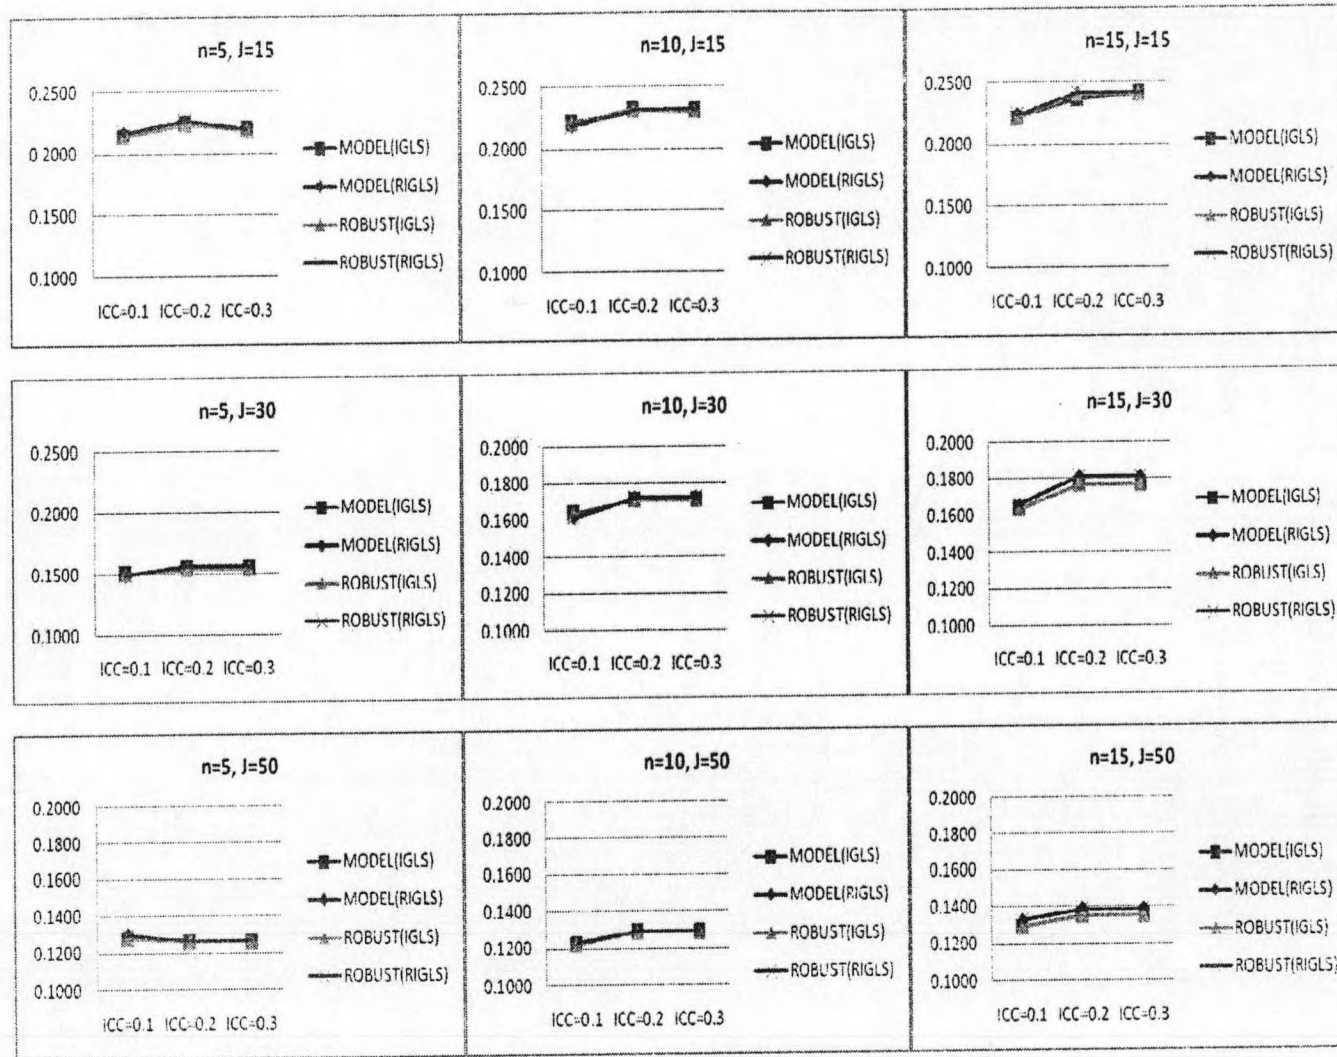 n=5, J=15
0.2500
0.2000
0.1500
0.1000
ICC=0.1 ICC=0.2 ICC=0.3
MODEL(IGLS)
MODEL(RIGLS)
ROBUST(IGLS)
ROBUST(RIGLS)
n=10, J=15
0.2500
0.2000
0.1500
0.1000
ICC=0.1 ICC=0.2 ICC=0.3
MODEL(IGLS)
MODEL(RIGLS)
ROBUST(IGLS)
ROBUST(RIGLS)
n=15, J=15
0.2500
0.2000
0.1500
0.1000
ICC=0.1 ICC=0.2 ICC=0.3
MODEL(IGLS)
MODEL(RIGLS)
ROBUST(IGLS)
ROBUST(RIGLS)
n=5, J=30
0.2500
0.2000
0.1500
0.1000
ICC=0.1 ICC=0.2 ICC=0.3
MODEL(IGLS)
MODEL(RIGLS)
ROBUST(IGLS)
ROBUST(RIGLS)
n=10, J=30
0.2000
0.1800
0.1600
0.1400
0.1200
0.1000
ICC=0.1 ICC=0.2 ICC=0.3
MODEL(IGLS)
MODEL(RIGLS)
ROBUST(IGLS)
ROBUST(RIGLS)
n=15, J=30
0.2000
0.1800
0.1600
0.1400
0.1200
0.1000
ICC=0.1 ICC=0.2 ICC=0.3
MODEL(IGLS)
MODEL(RIGLS)
ROBUST(IGLS)
ROBUST(RIGLS)
n=5, J=50
0.2000
0.1800
0.1600
0.1400
0.1200
0.1000
ICC=0.1 ICC=0.2 ICC=0.3
MODEL(IGLS)
MODEL(RIGLS)
ROBUST(IGLS)
ROBUST(RIGLS)
n=10, J=50
0.2000
0.1800
0.1600
0.1400
0.1200
0.1000
ICC=0.1 ICC=0.2 ICC=0.3
MODEL(IGLS)
MODEL(RIGLS)
ROBUST(IGLS)
ROBUST(RIGLS)
n=15, J=50
0.2000
0.1800
0.1600
0.1400
0.1200
0.1000
ICC=0.1 ICC=0.2 ICC=0.3
MODEL(IGLS)
MODEL(RIGLS)
ROBUST(IGLS)
ROBUST(RIGLS)